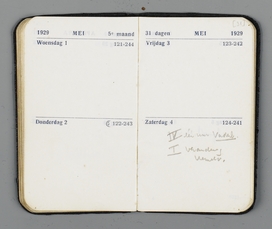 1929 MEI 5e maand
Woensdag 1 121-244
Donderdag 2 122-243
31 dagen MEI 1929
Vrijdag 3 123-242
Zaterdag 4 124-241
IV
I